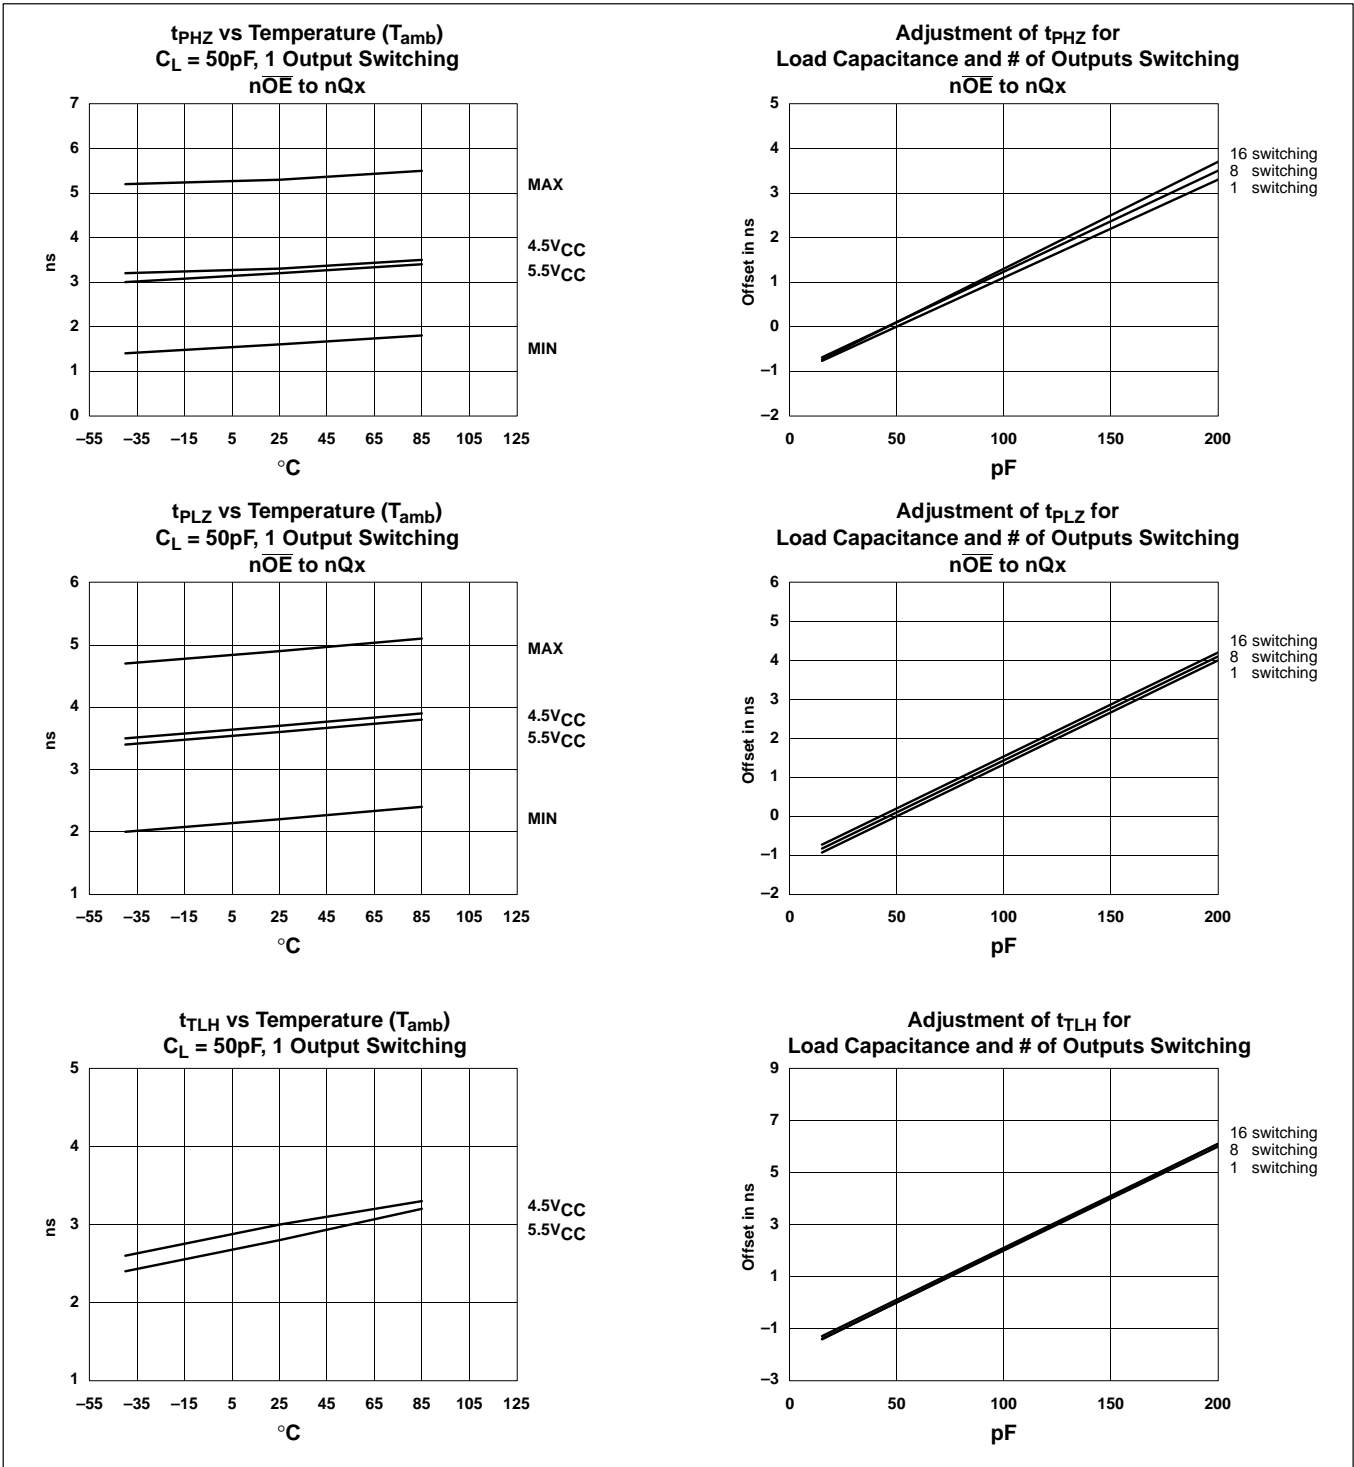 tPHZ vs Temperature (Tamb)
CL = 50pF, 1 Output Switching
nOE to nQx
7
6
5
4
3
2
1
0
ns
MAX
4.5VCC
5.5VCC
MIN
–55 –35 –15 5 25 45 65 85 105 125
°C
Adjustment of tPHZ for
Load Capacitance and # of Outputs Switching
nOE to nQx
5
4
3
2
1
0
–1
–2
Offset in ns
16 switching
8 switching
1 switching
0 50 100 150 200
pF
tPLZ vs Temperature (Tamb)
CL = 50pF, 1 Output Switching
nOE to nQx
6
5
4
3
2
1
ns
MAX
4.5VCC
5.5VCC
MIN
–55 –35 –15 5 25 45 65 85 105 125
°C
Adjustment of tPLZ for
Load Capacitance and # of Outputs Switching
nOE to nQx
6
5
4
3
2
1
0
–1
–2
Offset in ns
16 switching
8 switching
1 switching
0 50 100 150 200
pF
tTLH vs Temperature (Tamb)
CL = 50pF, 1 Output Switching
5
4
3
2
1
ns
4.5VCC
5.5VCC
–55 –35 –15 5 25 45 65 85 105 125
°C
Adjustment of tTLH for
Load Capacitance and # of Outputs Switching
9
7
5
3
1
–1
–3
Offset in ns
16 switching
8 switching
1 switching
0 50 100 150 200
pF